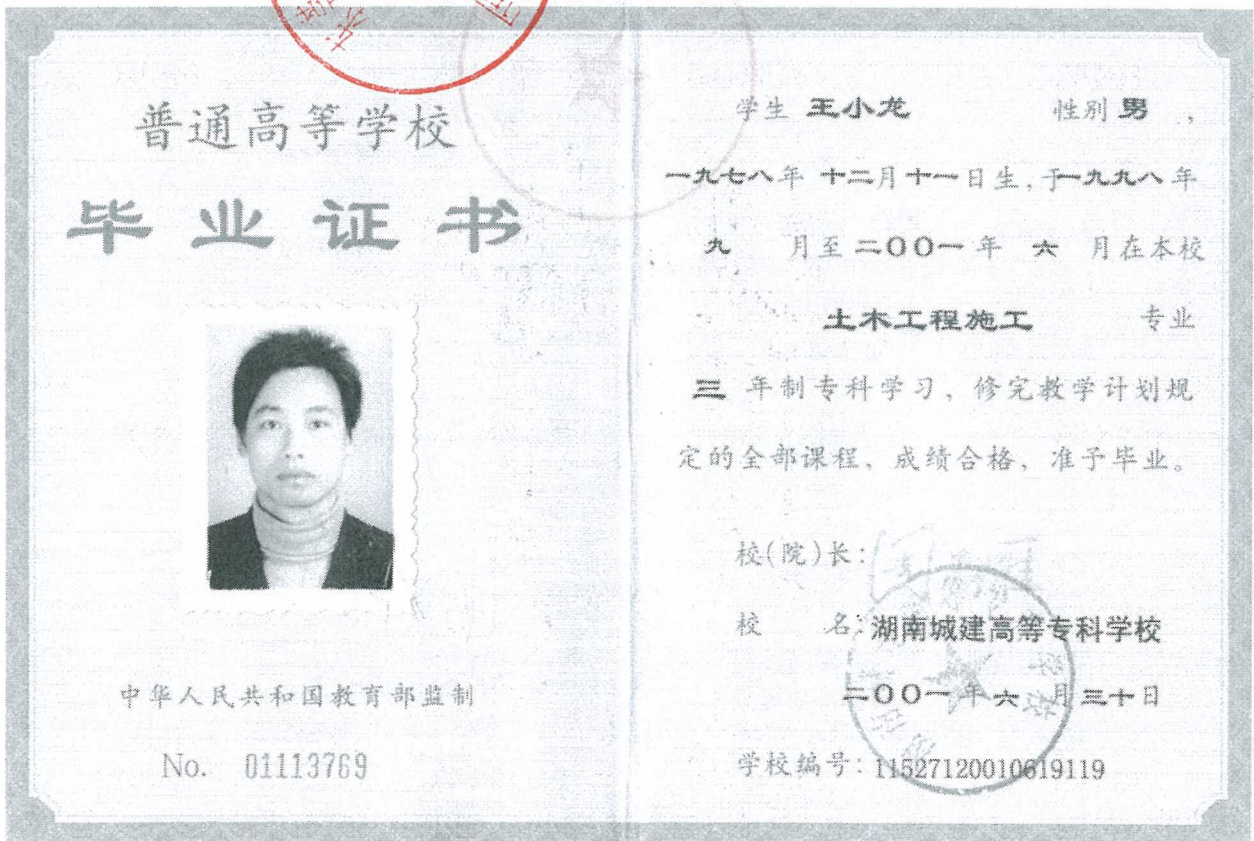 普通高等学校
毕业证书
中华人民共和国教育部监制
No. 01113769
学生 王小龙 性别 男 ，
一九七八年 十二月十一日生，于一九九八年
九 月至 二00一 年 六 月在本校
土木工程施工 专业
三 年制专科学习，修完教学计划规
定的全部课程，成绩合格，准予毕业。
校(院)长：
校 名：湖南城建高等专科学校
二00一年六 月三十日
学校编号：11527120010619119